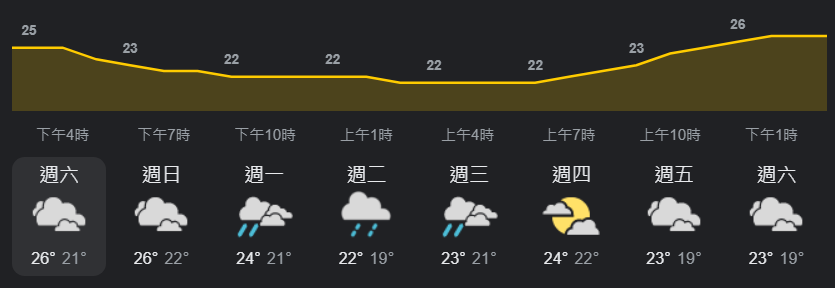 25 23 22 22 22 22 23 26
下午4時 下午7時 下午10時 上午1時 上午4時 上午7時 上午10時 下午1時
週六 週日 週一 週二 週三 週四 週五 週六
26° 21° 26° 22° 24° 21° 22° 19° 23° 21° 24° 22° 23° 19° 23° 19°